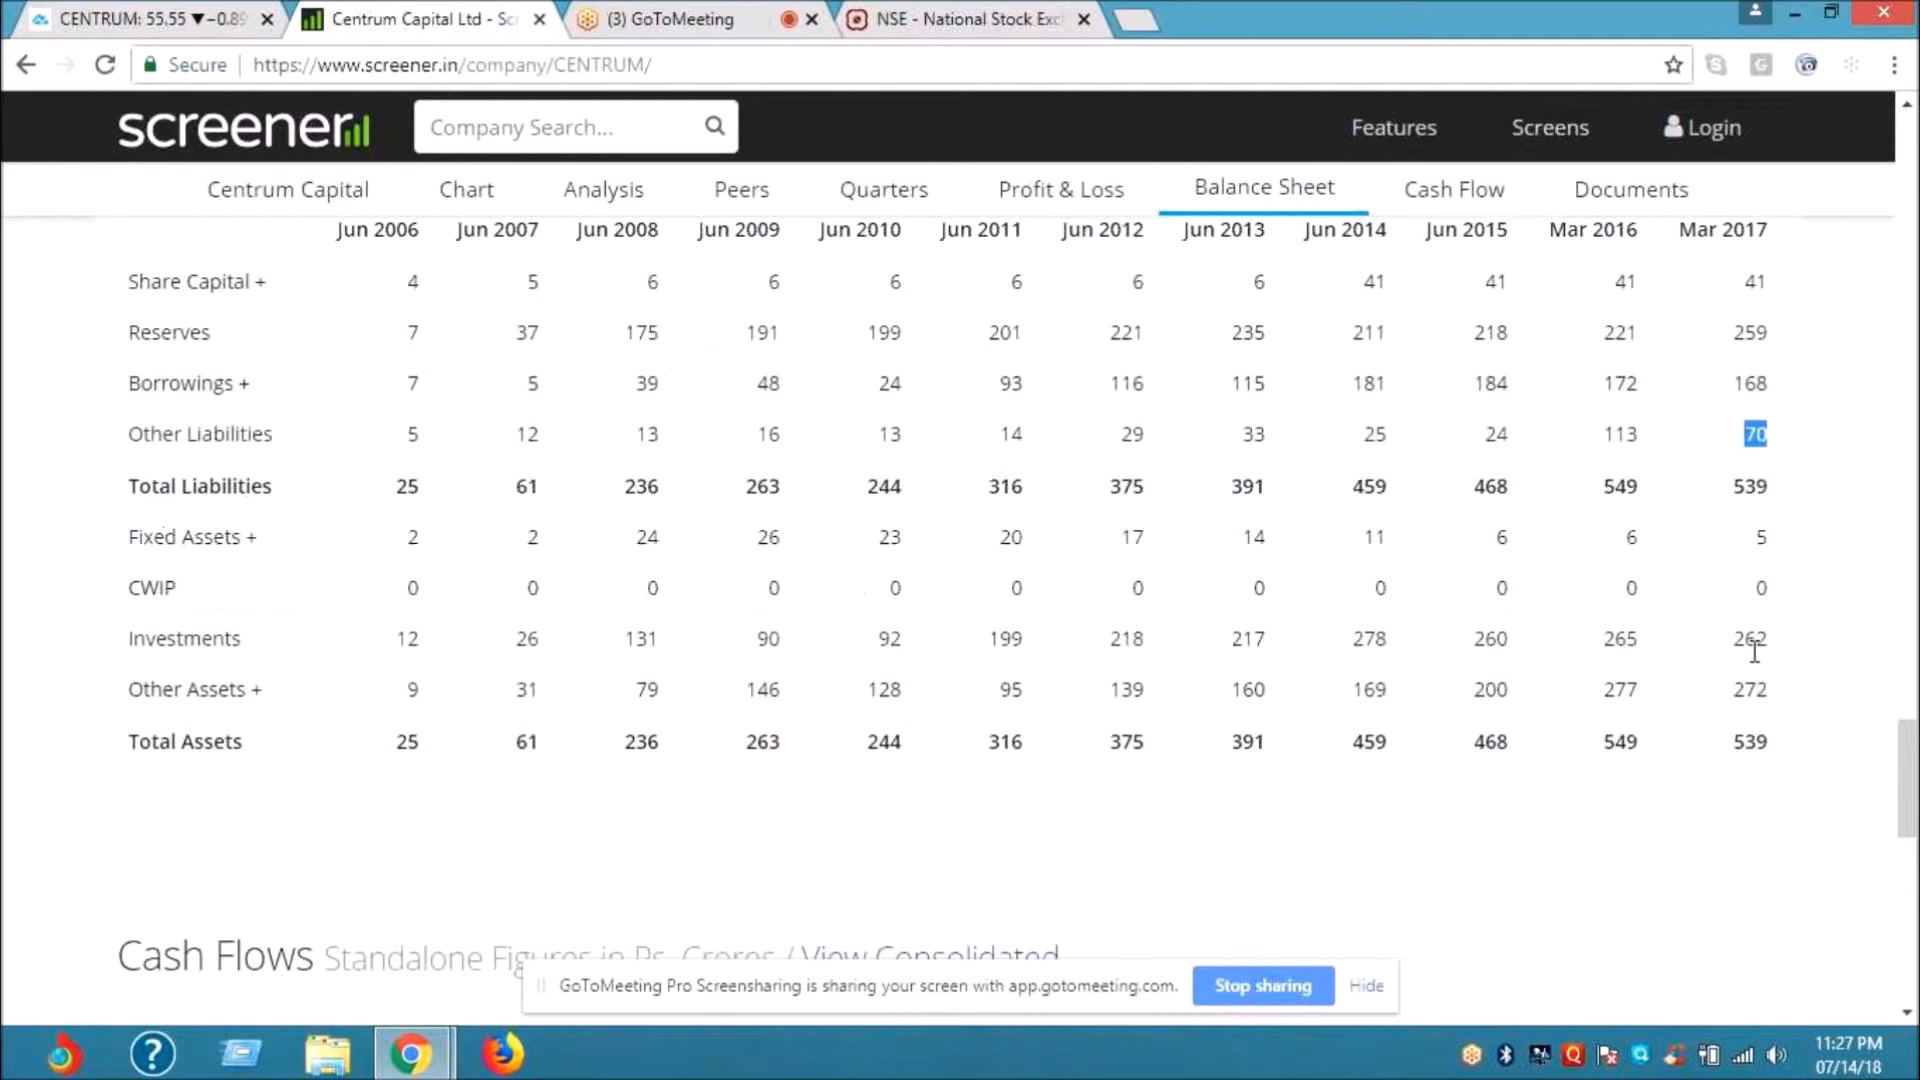 CENTRUM: 55.55 ▼−0.89
Centrum Capital Ltd - Sc
(3) GoToMeeting
NSE - National Stock Exc
Secure https://www.screener.in/company/CENTRUM/
screener
Company Search...
Features Screens Login
Centrum Capital Chart Analysis Peers Quarters Profit & Loss Balance Sheet Cash Flow Documents
Jun 2006 Jun 2007 Jun 2008 Jun 2009 Jun 2010 Jun 2011 Jun 2012 Jun 2013 Jun 2014 Jun 2015 Mar 2016 Mar 2017
Share Capital + 4 5 6 6 6 6 6 6 41 41 41 41
Reserves 7 37 175 191 199 201 221 235 211 218 221 259
Borrowings + 7 5 39 48 24 93 116 115 181 184 172 168
Other Liabilities 5 12 13 16 13 14 29 33 25 24 113 70
Total Liabilities 25 61 236 263 244 316 375 391 459 468 549 539
Fixed Assets + 2 2 24 26 23 20 17 14 11 6 6 5
CWIP 0 0 0 0 0 0 0 0 0 0 0 0
Investments 12 26 131 90 92 199 218 217 278 260 265 262
Other Assets + 9 31 79 146 128 95 139 160 169 200 277 272
Total Assets 25 61 236 263 244 316 375 391 459 468 549 539
Cash Flows Standalone Figures in Rs. Crores / View Consolidated
GoToMeeting Pro Screensharing is sharing your screen with app.gotomeeting.com. Stop sharing Hide
11:27 PM
07/14/18